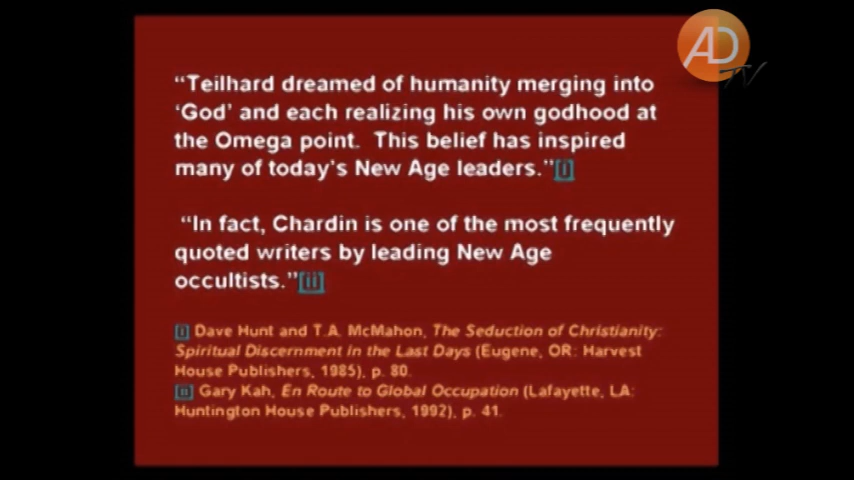 AD
TV
“Teilhard dreamed of humanity merging into
‘God’ and each realizing his own godhood at
the Omega point.  This belief has inspired
many of today’s New Age leaders.”[i]
“In fact, Chardin is one of the most frequently
quoted writers by leading New Age
occultists.”[ii]
[i] Dave Hunt and T.A. McMahon, The Seduction of Christianity:
Spiritual Discernment in the Last Days (Eugene, OR: Harvest
House Publishers, 1985), p. 80.
[ii] Gary Kah, En Route to Global Occupation (Lafayette, LA:
Huntington House Publishers, 1992), p. 41.